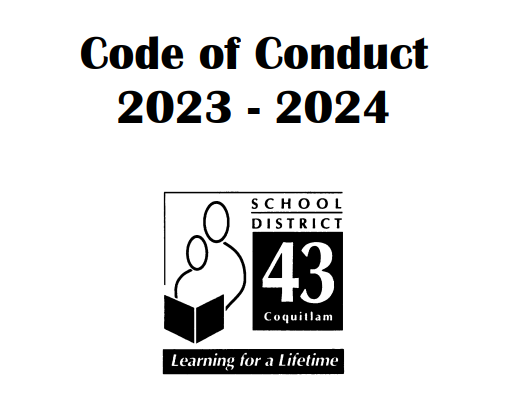 Code of Conduct
2023 - 2024
SCHOOL
DISTRICT
43
Coquitlam
Learning for a Lifetime